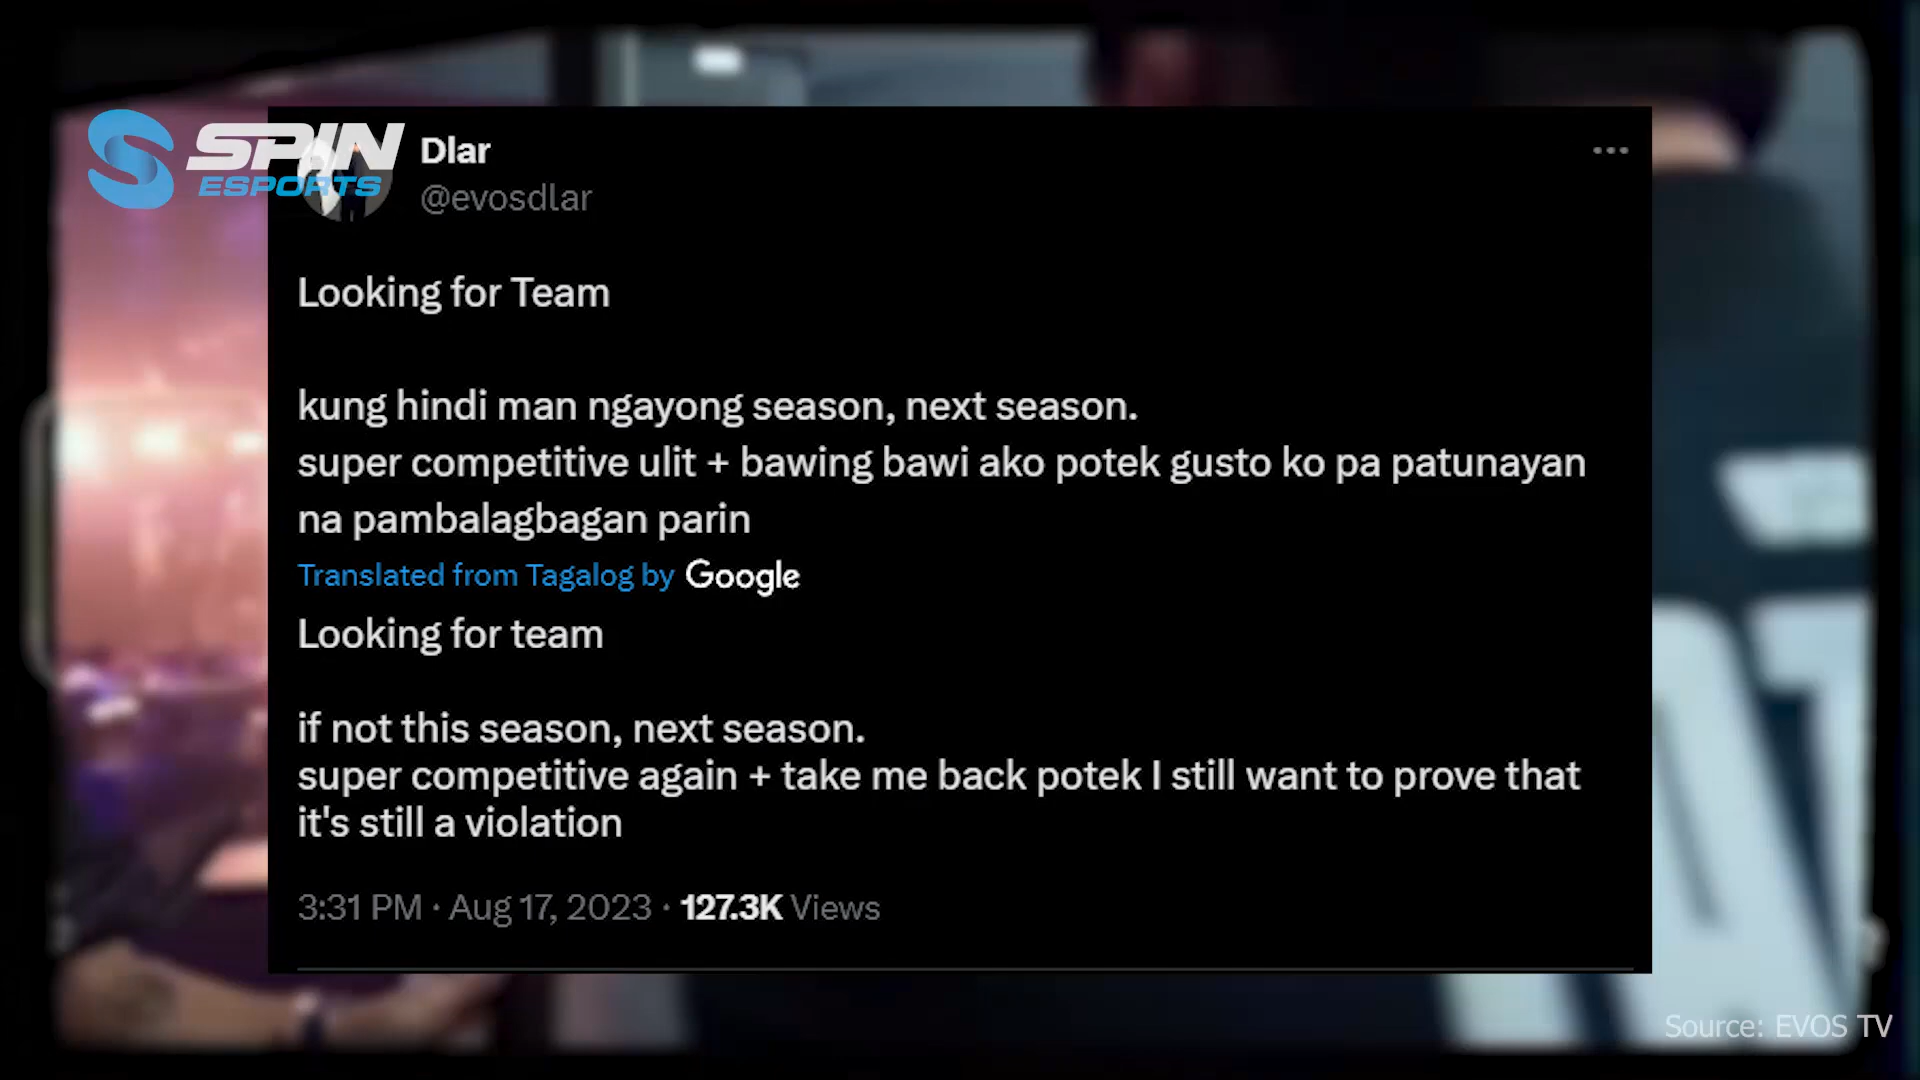 SPIN
ESPORTS
Dlar
@evosdlar
Looking for Team
kung hindi man ngayong season, next season.
super competitive ulit + bawing bawi ako potek gusto ko pa patunayan
na pambalagbagan parin
Translated from Tagalog by Google
Looking for team
if not this season, next season.
super competitive again + take me back potek I still want to prove that
it's still a violation
3:31 PM · Aug 17, 2023 · 127.3K Views
Source: EVOS TV